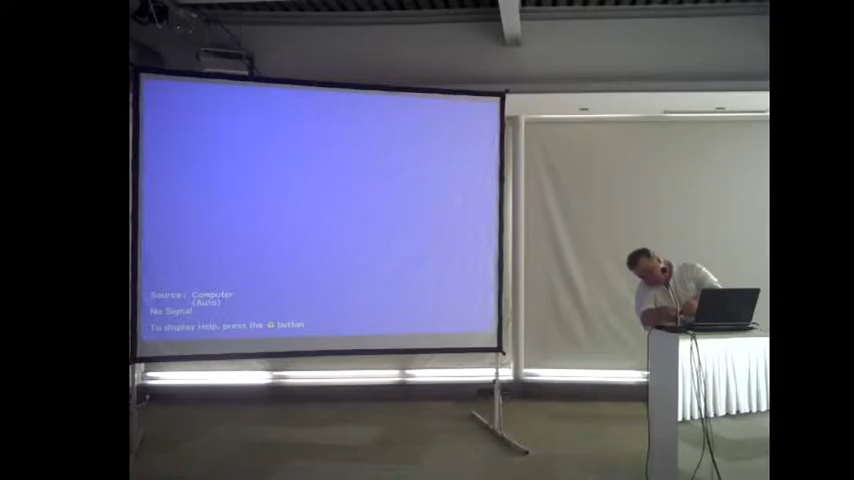 Source: Computer
(Auto)
No Signal
To display Help, press the button